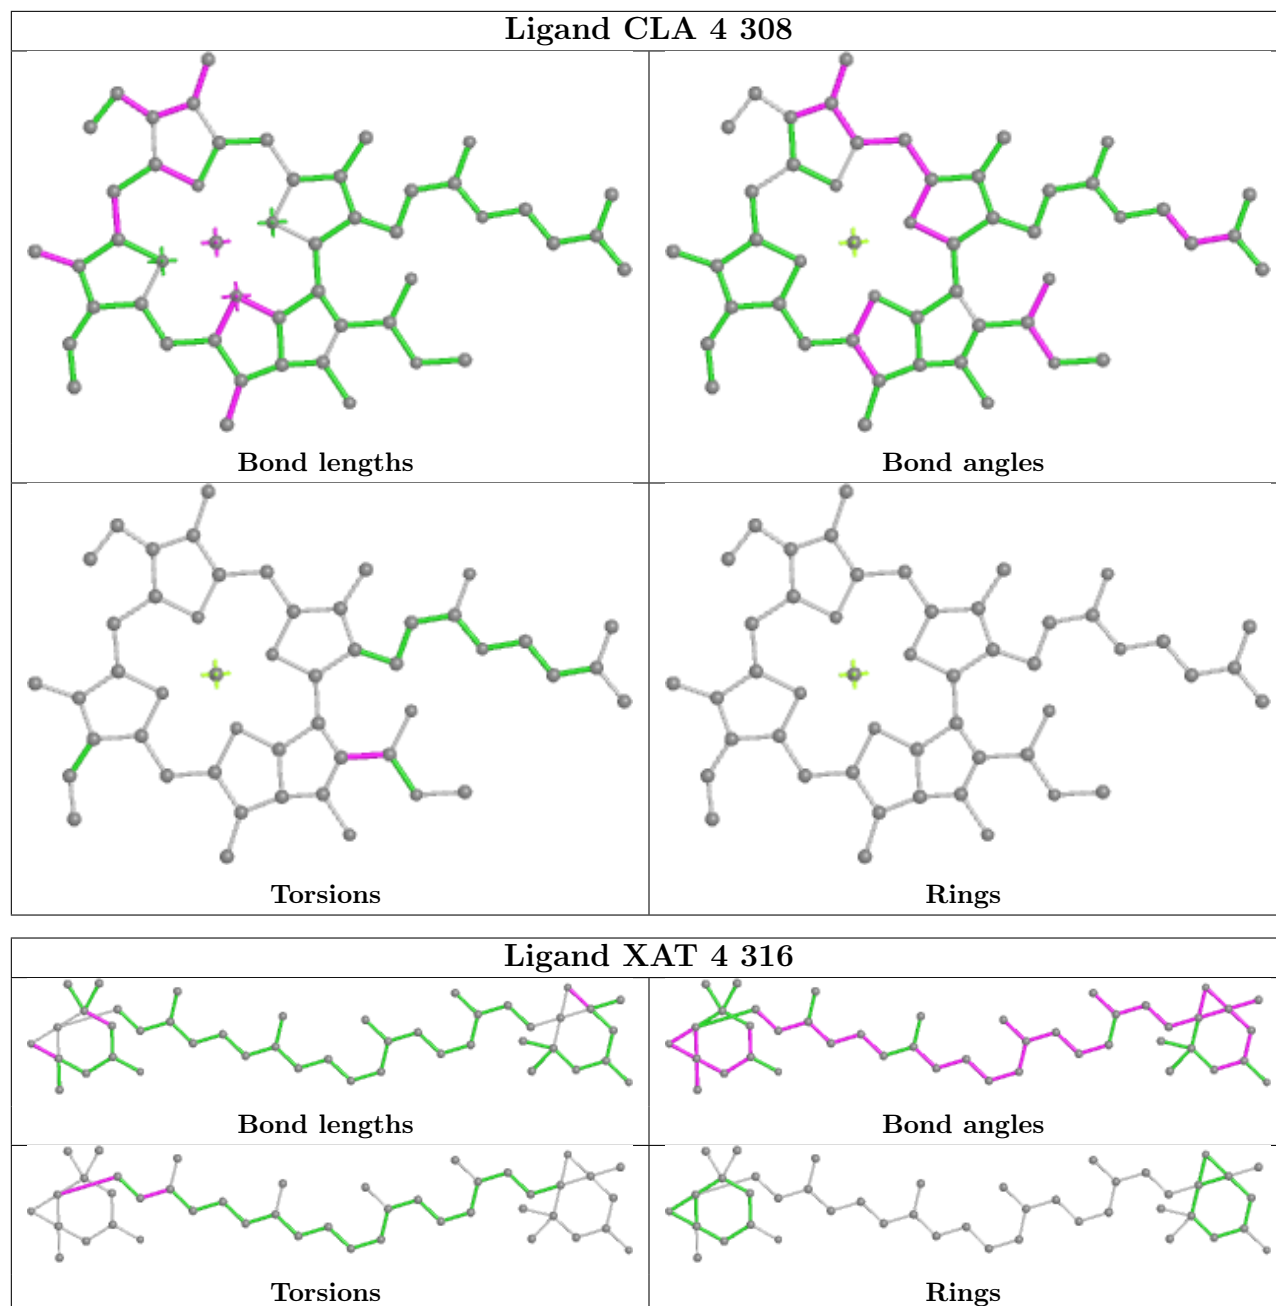 Ligand CLA 4 308
Bond lengths
Bond angles
Torsions
Rings
Ligand XAT 4 316
Bond lengths
Bond angles
Torsions
Rings